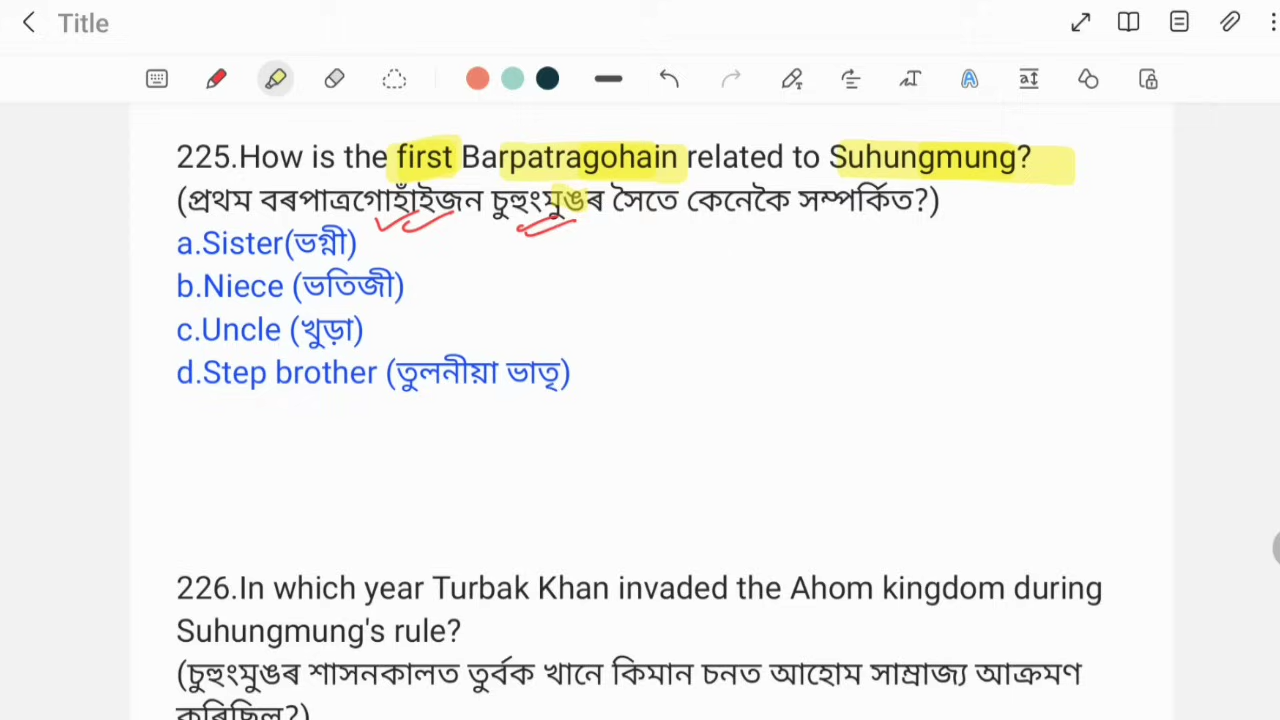 Title
225.How is the first Barpatragohain related to Suhungmung?
(প্ৰথম বৰপাত্ৰগোহাঁইজন চুহুংমুঙৰ সৈতে কেনেকৈ সম্পৰ্কিত?)
a.Sister(ভগ্নী)
b.Niece (ভতিজী)
c.Uncle (খুড়া)
d.Step brother (তুলনীয়া ভাতৃ)
226.In which year Turbak Khan invaded the Ahom kingdom during
Suhungmung's rule?
(চুহুংমুঙৰ শাসনকালত তুৰ্বক খানে কিমান চনত আহোম সাম্ৰাজ্য আক্ৰমণ
কৰিছিল?)